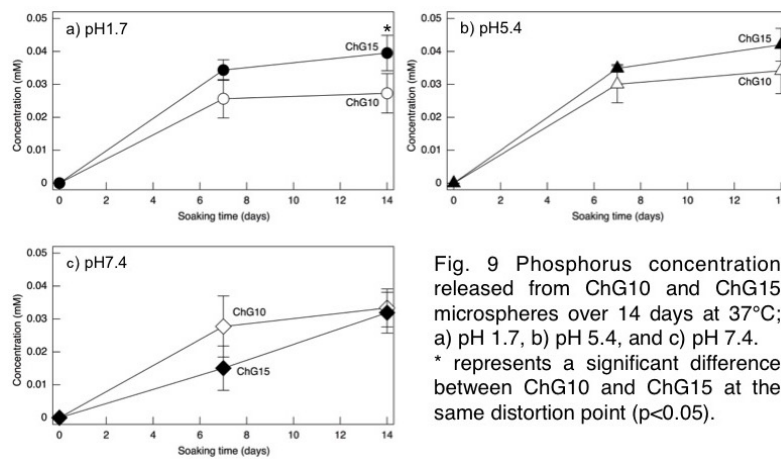 a) pH1.7
*
ChG15
ChG10
Concentration (mM)
0.05
0.04
0.03
0.02
0.01
0
0 2 4 6 8 10 12 14
Soaking time (days)
b) pH5.4
ChG15
ChG10
Concentration (mM)
0.05
0.04
0.03
0.02
0.01
0
0 2 4 6 8 10 12 14
Soaking time (days)
c) pH7.4
ChG10
ChG15
Concentration (mM)
0.05
0.04
0.03
0.02
0.01
0
0 2 4 6 8 10 12 14
Soaking time (days)
Fig. 9 Phosphorus concentration
released from ChG10 and ChG15
microspheres over 14 days at 37°C;
a) pH 1.7, b) pH 5.4, and c) pH 7.4.
* represents a significant difference
between ChG10 and ChG15 at the
same distortion point (p<0.05).